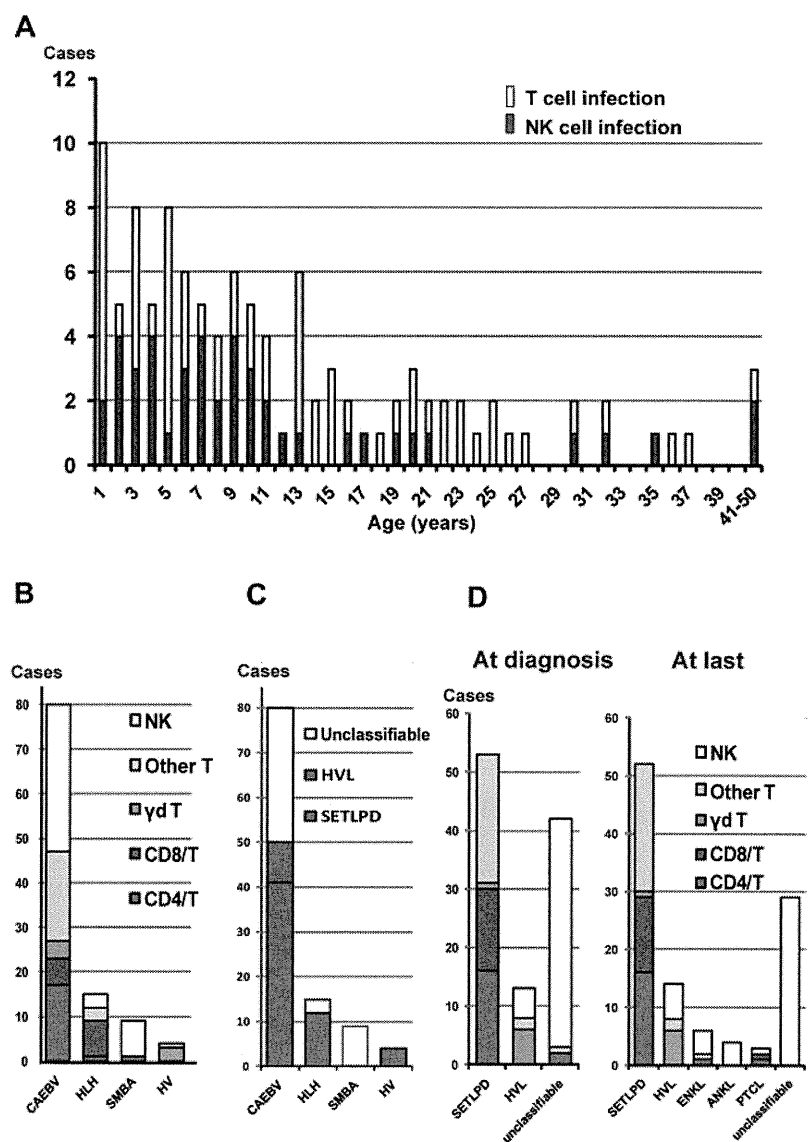 A
Cases
12
10
8
6
4
2
0
T cell infection
NK cell infection
1 3 5 7 9 11 13 15 17 19 21 23 25 27 29 31 33 35 37 39 41-50
Age (years)
B
Cases
80
70
60
50
40
30
20
10
0
NK
Other T
γd T
CD8/T
CD4/T
CAEBV HLH SMBA HV
C
Cases
80
70
60
50
40
30
20
10
0
Unclassifiable
HVL
SETLPD
CAEBV HLH SMBA HV
D
At diagnosis
Cases
60
50
40
30
20
10
0
SETLPD HVL unclassifiable
At last
60
50
40
30
20
10
0
NK
Other T
γd T
CD8/T
CD4/T
SETLPD HVL ENKL ANKL PTCL unclassifiable